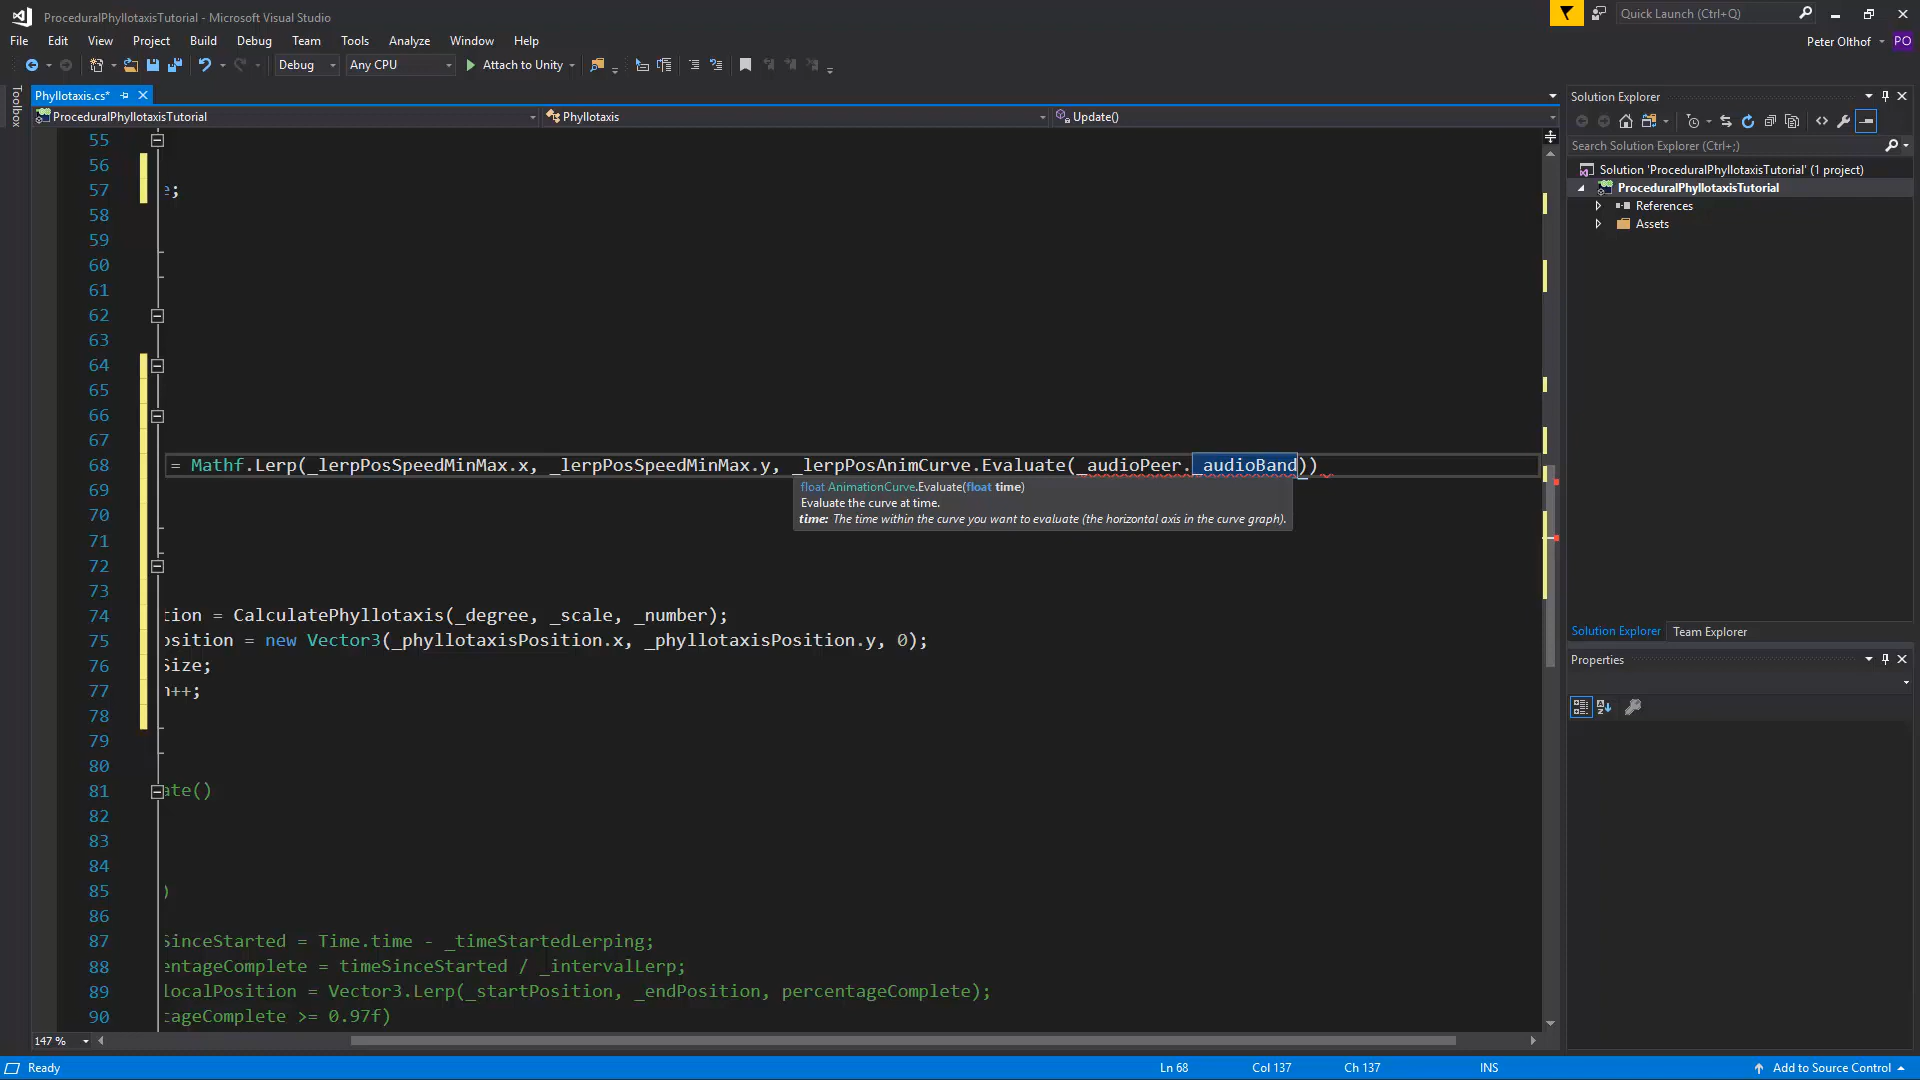 ProceduralPhyllotaxisTutorial - Microsoft Visual Studio
Quick Launch (Ctrl+Q)
File Edit View Project Build Debug Team Tools Analyze Window Help
Peter Olthof PO
Debug Any CPU Attach to Unity
Toolbox
Phyllotaxis.cs*
ProceduralPhyllotaxisTutorial Phyllotaxis Update()
55
56
57 e;
58
59
60
61
62
63
64
65
66
67
68 = Mathf.Lerp(_lerpPosSpeedMinMax.x, _lerpPosSpeedMinMax.y, _lerpPosAnimCurve.Evaluate(_audioPeer._audioBand))
float AnimationCurve.Evaluate(float time)
Evaluate the curve at time.
time: The time within the curve you want to evaluate (the horizontal axis in the curve graph).
69
70
71
72
73
74 tion = CalculatePhyllotaxis(_degree, _scale, _number);
75 osition = new Vector3(_phyllotaxisPosition.x, _phyllotaxisPosition.y, 0);
76 Size;
77 n++;
78
79
80
81 ate()
82
83
84
85 )
86
87 SinceStarted = Time.time - _timeStartedLerping;
88 entageComplete = timeSinceStarted / _intervalLerp;
89 localPosition = Vector3.Lerp(_startPosition, _endPosition, percentageComplete);
90 tageComplete >= 0.97f)
147 %
Solution Explorer
Search Solution Explorer (Ctrl+;)
Solution 'ProceduralPhyllotaxisTutorial' (1 project)
ProceduralPhyllotaxisTutorial
References
Assets
Solution Explorer Team Explorer
Properties
Ready Ln 68 Col 137 Ch 137 INS Add to Source Control